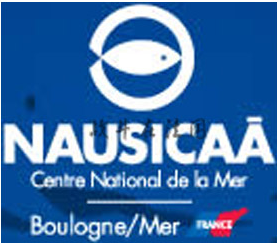 NAUSICAĀ
Centre National de la Mer
Boulogne/Mer FRANCE